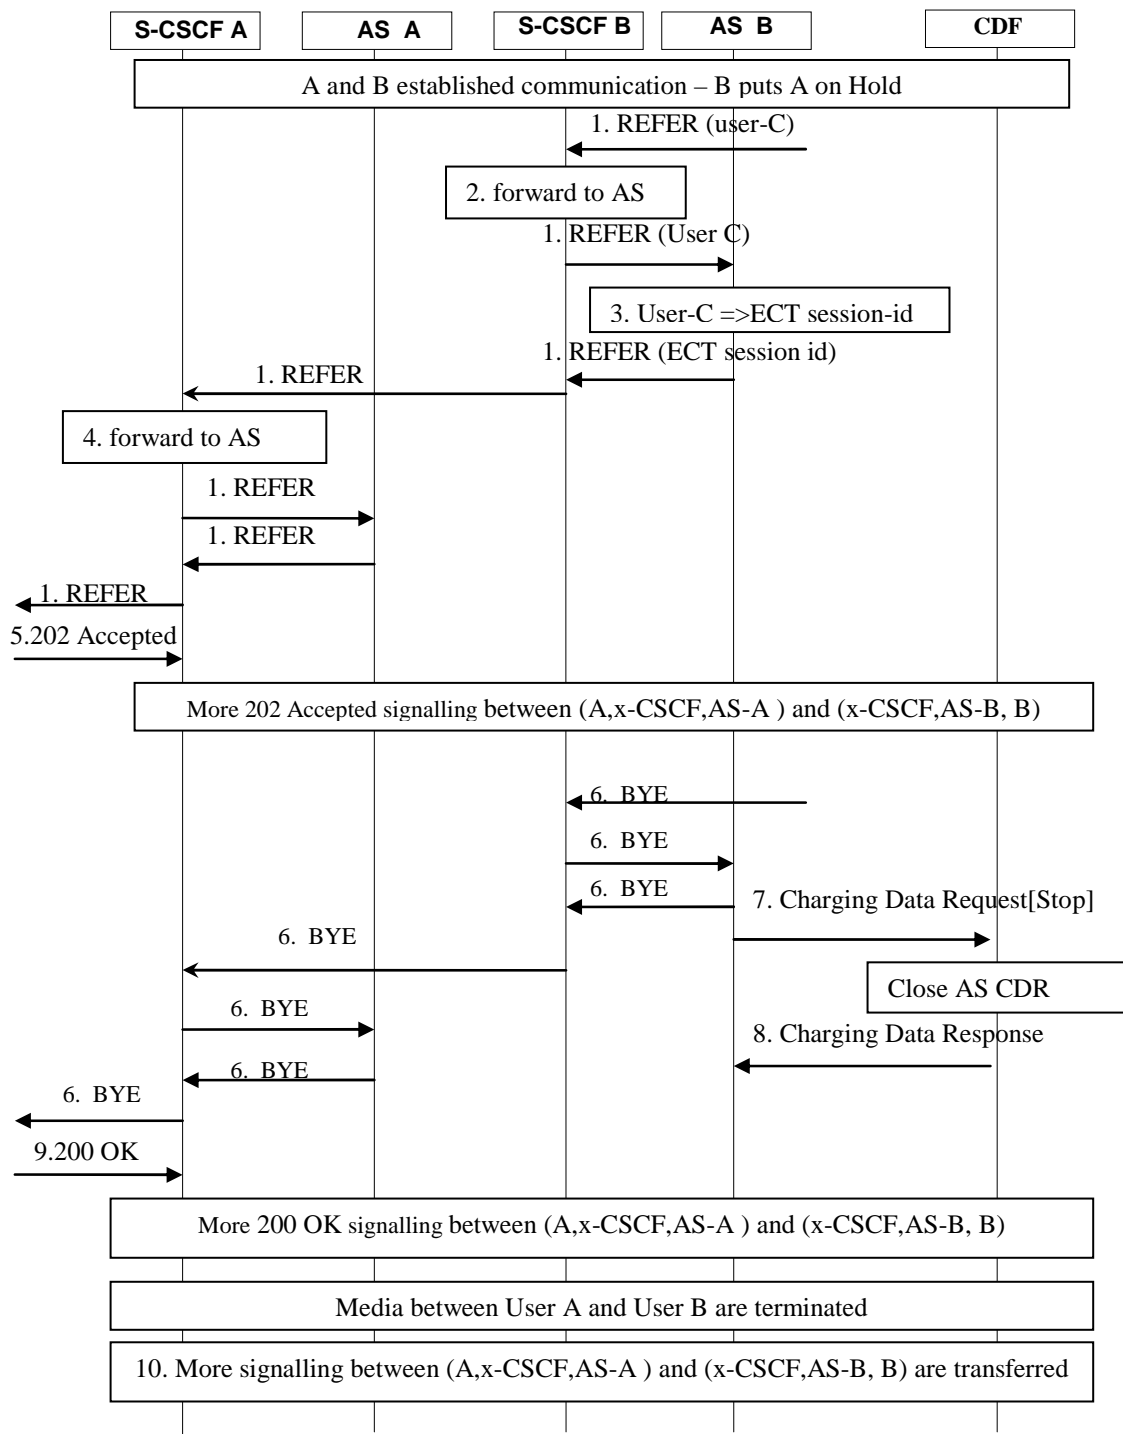 S-CSCF A
AS A
S-CSCF B
AS B
CDF
A and B established communication – B puts A on Hold
1. REFER (user-C)
2. forward to AS
1. REFER (User C)
3. User-C =>ECT session-id
1. REFER (ECT session id)
1. REFER
4. forward to AS
1. REFER
1. REFER
1. REFER
5.202 Accepted
More 202 Accepted signalling between (A,x-CSCF,AS-A ) and (x-CSCF,AS-B, B)
6. BYE
6. BYE
6. BYE
7. Charging Data Request[Stop]
6. BYE
Close AS CDR
6. BYE
8. Charging Data Response
6. BYE
6. BYE
9.200 OK
More 200 OK signalling between (A,x-CSCF,AS-A ) and (x-CSCF,AS-B, B)
Media between User A and User B are terminated
10. More signalling between (A,x-CSCF,AS-A ) and (x-CSCF,AS-B, B) are transferred